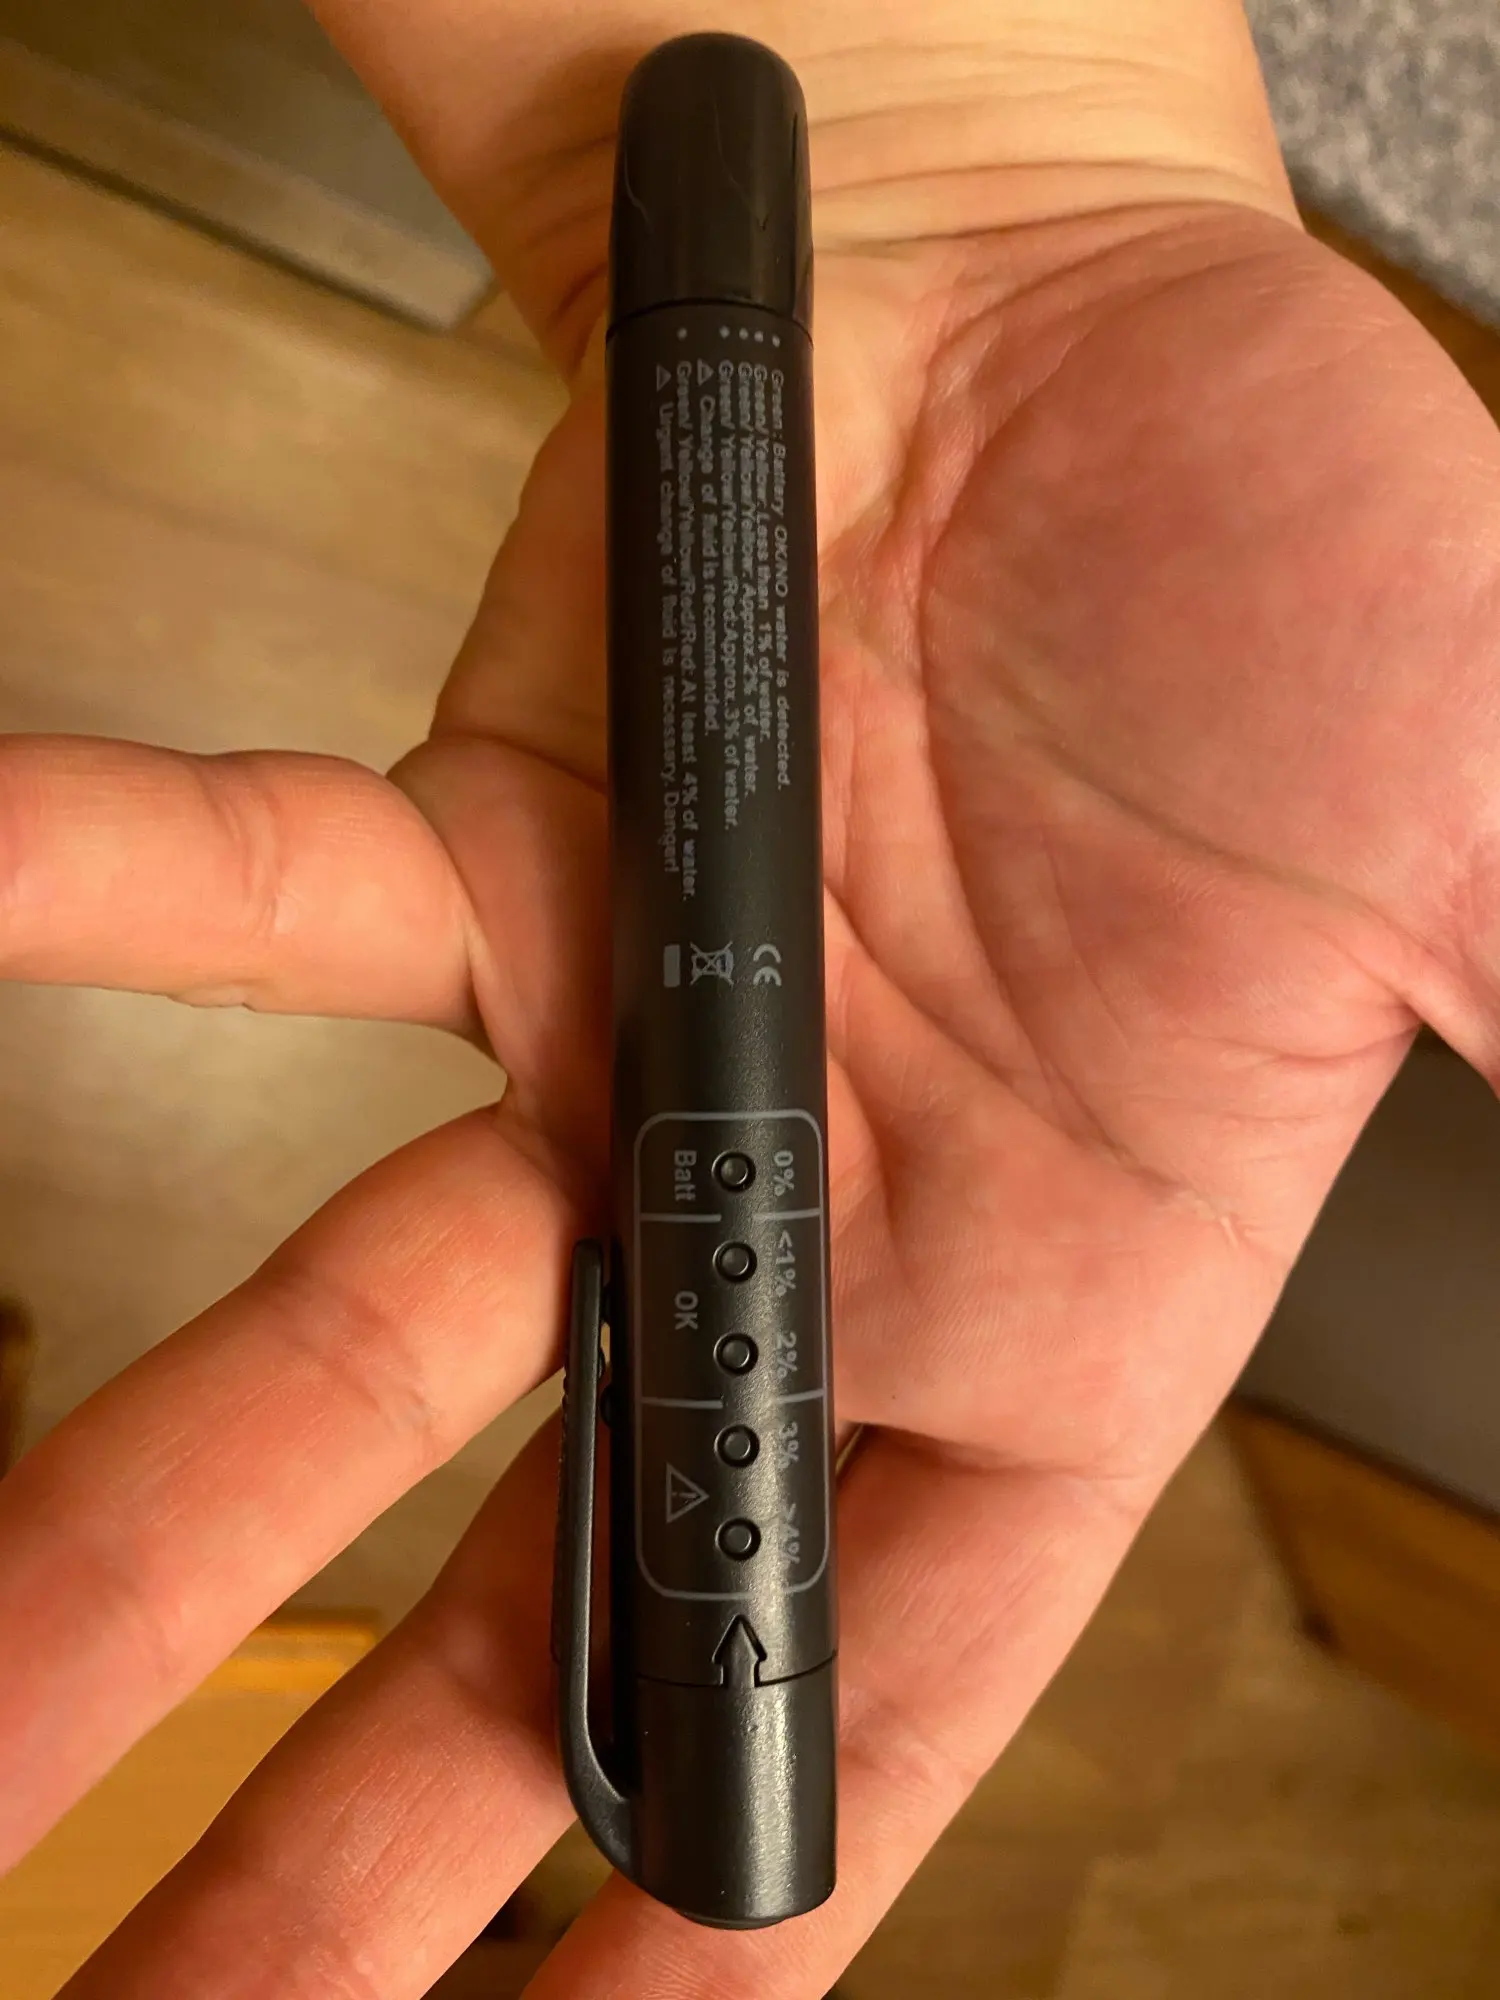 Green: Battery OK/NO water is detected.
Green/ Yellow: Less than 1% of water.
Green/ Yellow/Yellow: Approx.2% of water.
Green/ Yellow/Yellow/Red:Approx.3% of water.
⚠ Change of fluid is recommended.
Green/ Yellow/Yellow/Red/Red: At least 4% of water.
⚠ Urgent change of fluid is necessary. Danger!
CE
0% <1% 2% 3% >4%
Batt OK